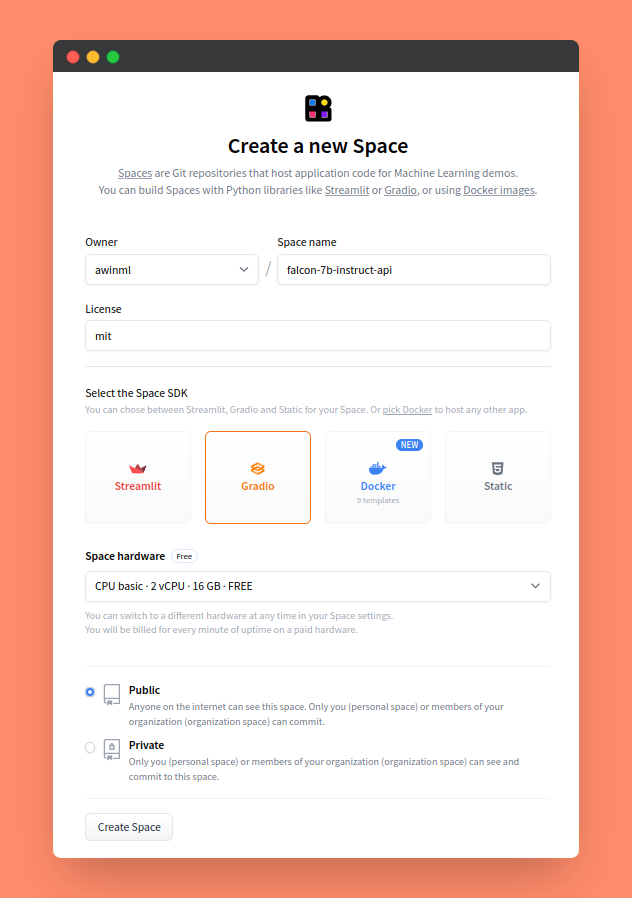 Create a new Space
Spaces are Git repositories that host application code for Machine Learning demos.
You can build Spaces with Python libraries like Streamlit or Gradio, or using Docker images.
Owner
Space name
awinml
/
falcon-7b-instruct-api
License
mit
Select the Space SDK
You can chose between Streamlit, Gradio and Static for your Space. Or pick Docker to host any other app.
Streamlit
Gradio
NEW
Docker
9 templates
Static
Space hardware
Free
CPU basic · 2 vCPU · 16 GB · FREE
You can switch to a different hardware at any time in your Space settings.
You will be billed for every minute of uptime on a paid hardware.
Public
Anyone on the internet can see this space. Only you (personal space) or members of your
organization (organization space) can commit.
Private
Only you (personal space) or members of your organization (organization space) can see and
commit to this space.
Create Space